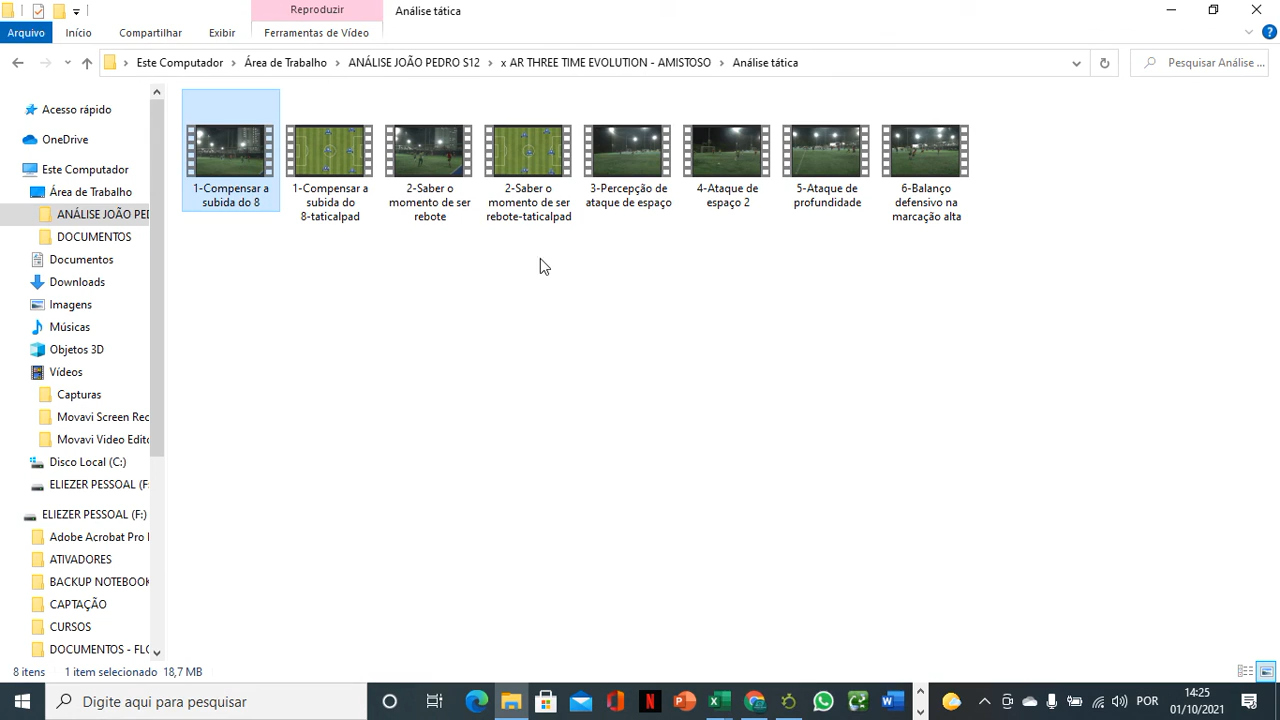 Reproduzir
Análise tática
Arquivo
Início
Compartilhar
Exibir
Ferramentas de Vídeo
Este Computador
Área de Trabalho
ANÁLISE JOÃO PEDRO S12
x AR THREE TIME EVOLUTION - AMISTOSO
Análise tática
Pesquisar Análise ...
Acesso rápido
OneDrive
Este Computador
Área de Trabalho
ANÁLISE JOÃO PED
DOCUMENTOS
Documentos
Downloads
Imagens
Músicas
Objetos 3D
Vídeos
Capturas
Movavi Screen Rec
Movavi Video Edito
Disco Local (C:)
ELIEZER PESSOAL (F:
ELIEZER PESSOAL (F:)
Adobe Acrobat Pro
ATIVADORES
BACKUP NOTEBOOK
CAPTAÇÃO
CURSOS
DOCUMENTOS - FLO
1-Compensar a
subida do 8
1-Compensar a
subida do
8-taticalpad
2-Saber o
momento de ser
rebote
2-Saber o
momento de ser
rebote-taticalpad
3-Percepção de
ataque de espaço
4-Ataque de
espaço 2
5-Ataque de
profundidade
6-Balanço
defensivo na
marcação alta
8 itens
1 item selecionado 18,7 MB
Digite aqui para pesquisar
POR
14:25
01/10/2021